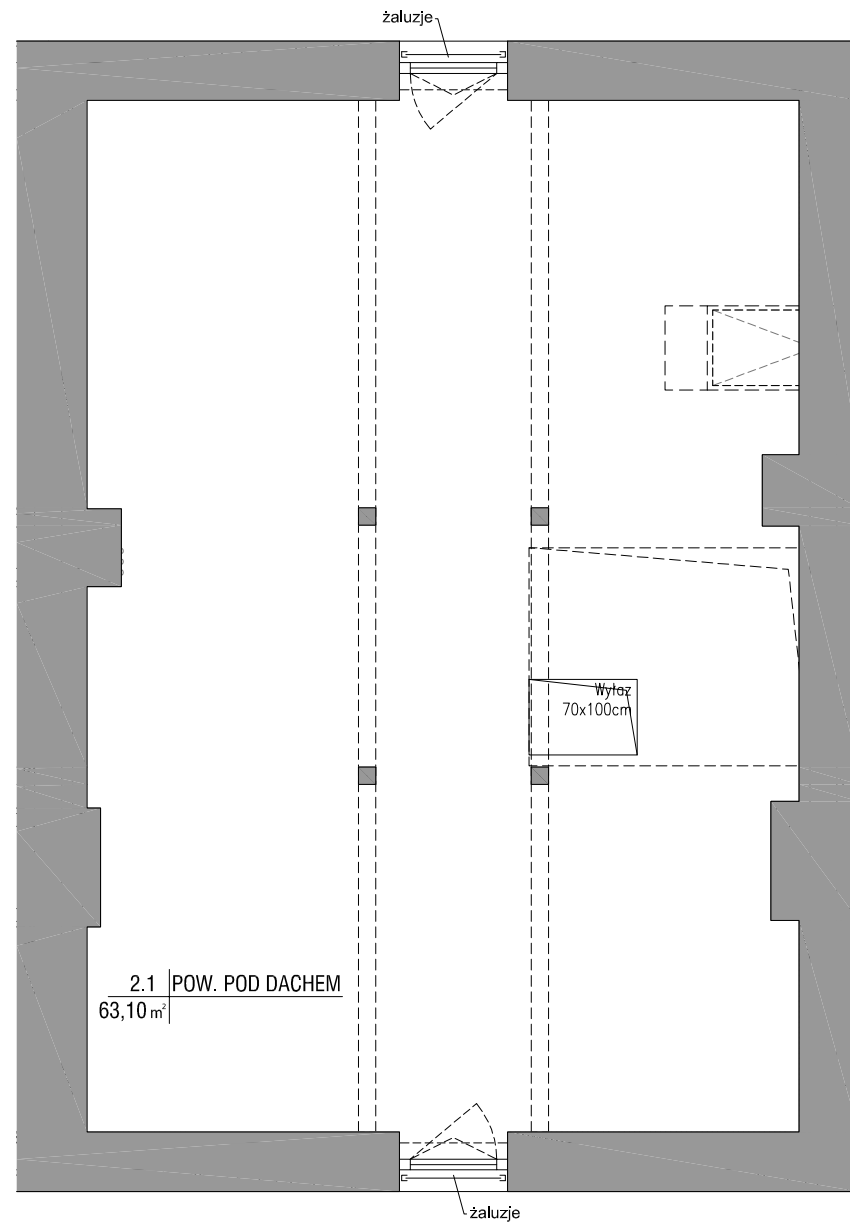 żaluzje
Wyłaz
70x100cm
2.1 POW. POD DACHEM
63,10 m²
żaluzje